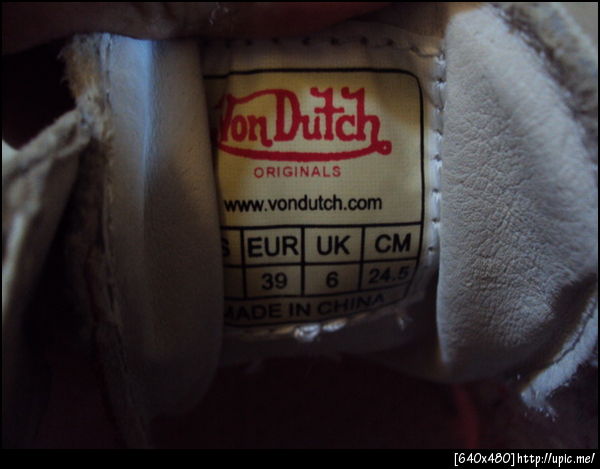 Von Dutch
ORIGINALS
www.vondutch.com
EUR UK CM
39 6 24.5
MADE IN CHINA
[640x480]http://upic.me/